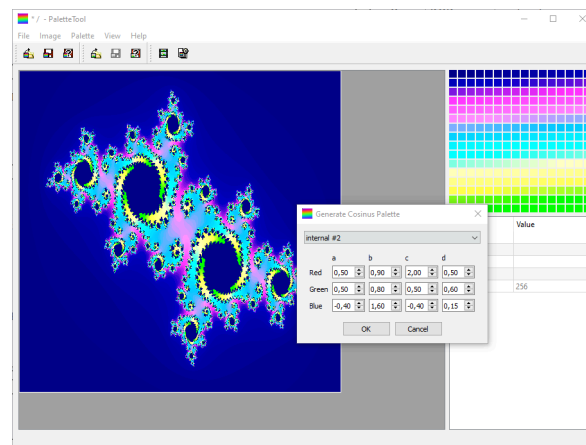 * / - PaletteTool
File Image Palette View Help
Generate Cosinus Palette
internal #2
Value
a b c d
Red 0,50 0,90 2,00 0,50
Green 0,50 0,80 0,50 0,60
256
Blue -0,40 1,60 -0,40 0,15
OK Cancel